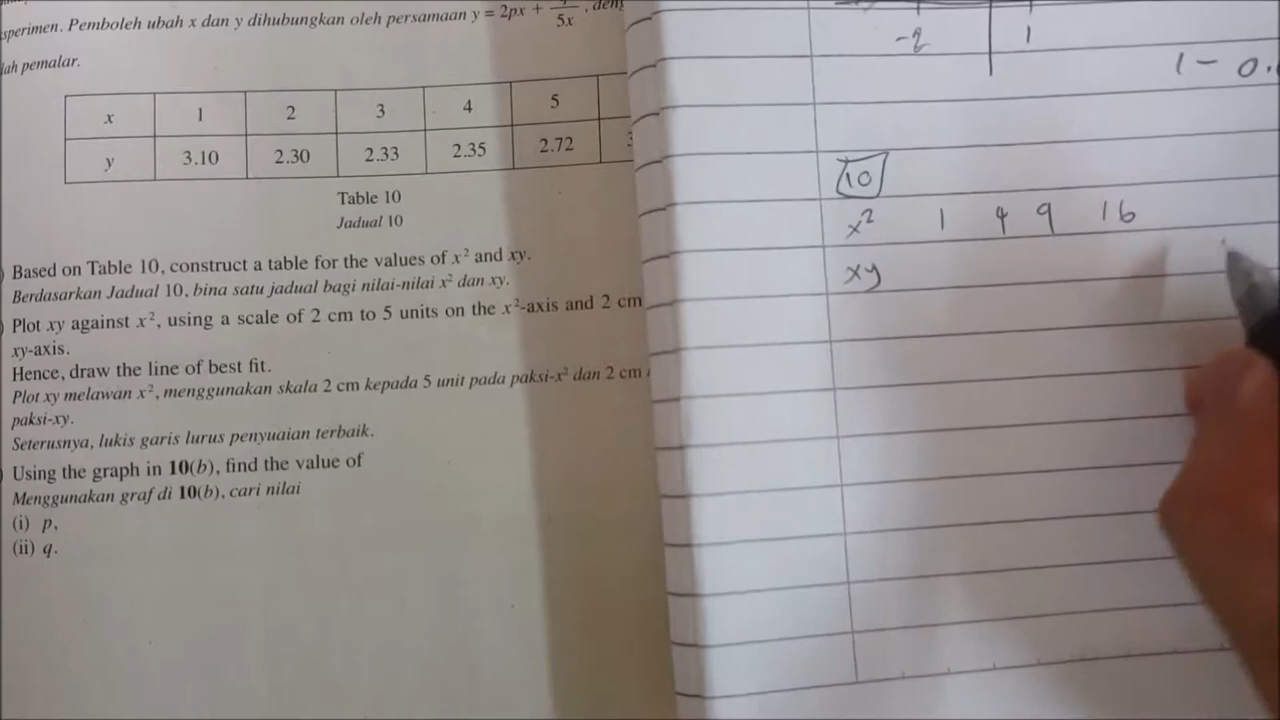 sperimen. Pemboleh ubah x dan y dihubungkan oleh persamaan y = 2px + /5x ,
lah pemalar.
x 1 2 3 4 5
y 3.10 2.30 2.33 2.35 2.72
Table 10
Jadual 10
) Based on Table 10, construct a table for the values of x² and xy.
Berdasarkan Jadual 10, bina satu jadual bagi nilai-nilai x² dan xy.
) Plot xy against x², using a scale of 2 cm to 5 units on the x²-axis and 2 cm
xy-axis.
Hence, draw the line of best fit.
Plot xy melawan x², menggunakan skala 2 cm kepada 5 unit pada paksi-x² dan 2 cm
paksi-xy.
Seterusnya, lukis garis lurus penyuaian terbaik.
) Using the graph in 10(b), find the value of
Menggunakan graf di 10(b), cari nilai
(i) p,
(ii) q.
-2 1
1 - 0.
10
x² 1 4 9 16
xy